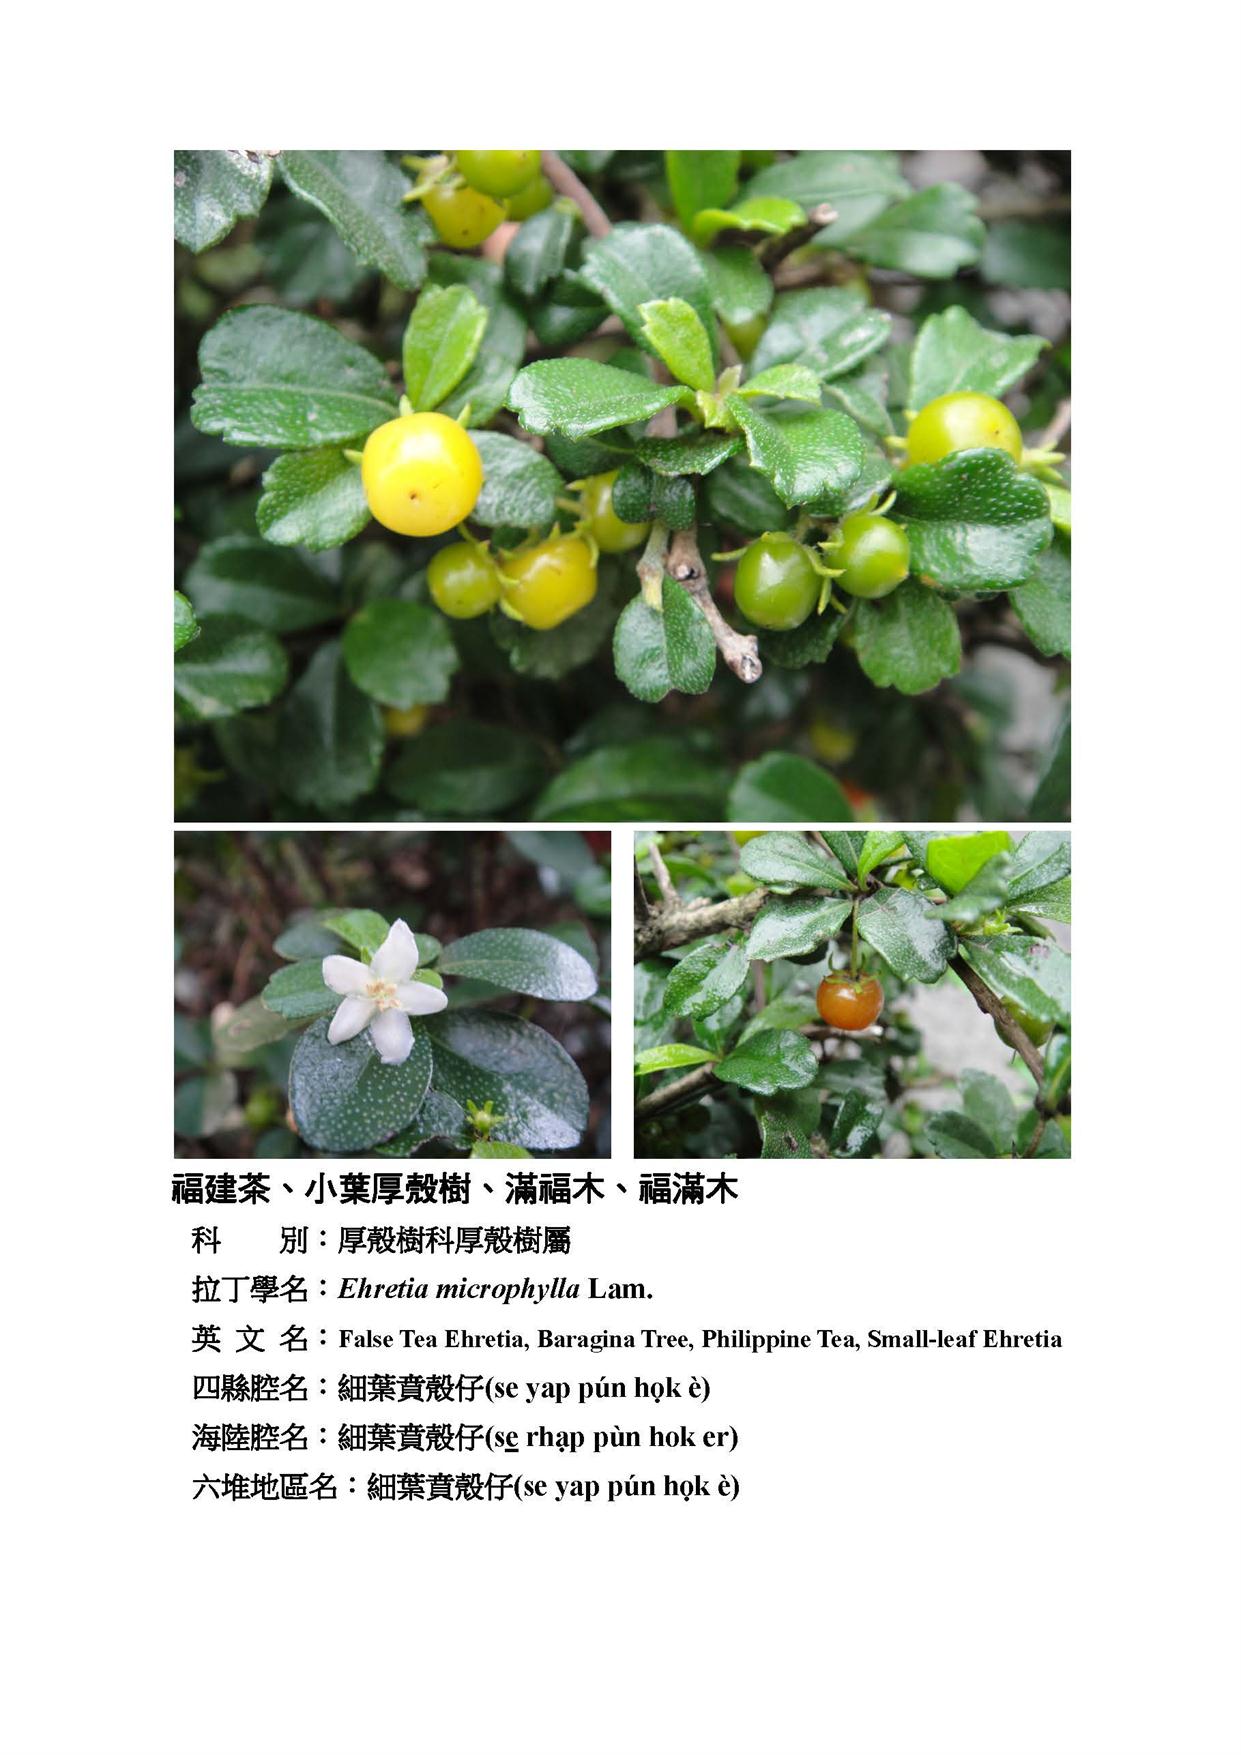 福建茶、小葉厚殼樹、滿福木、福滿木
科　　別：厚殼樹科厚殼樹屬
拉丁學名：Ehretia microphylla Lam.
英 文 名：False Tea Ehretia, Baragina Tree, Philippine Tea, Small-leaf Ehretia
四縣腔名：細葉賁殼仔(se yap pún họk è)
海陸腔名：細葉賁殼仔(se rhạp pùn hok er)
六堆地區名：細葉賁殼仔(se yap pún họk è)